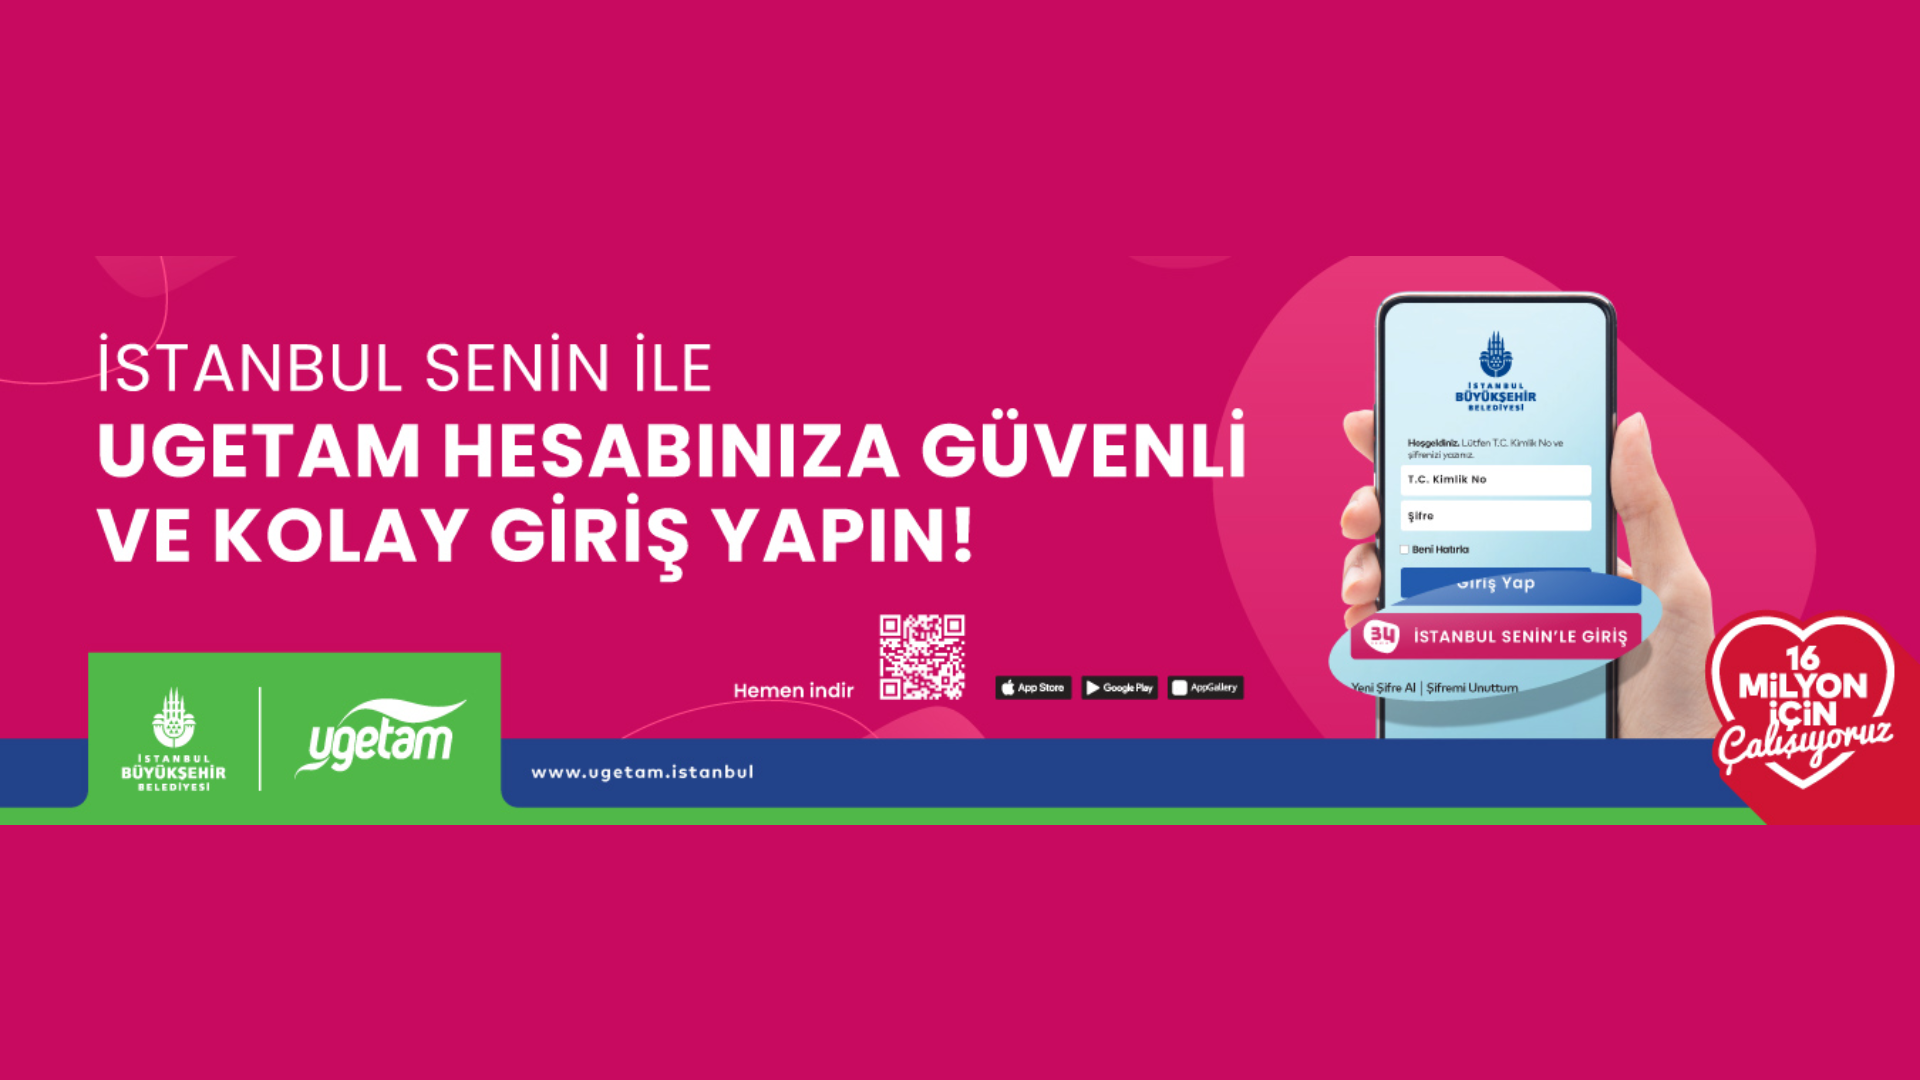 İSTANBUL SENİN İLE
UGETAM HESABINIZA GÜVENLİ
VE KOLAY GİRİŞ YAPIN!
Hemen indir
App Store
Google Play
AppGallery
İSTANBUL
BÜYÜKŞEHİR
BELEDİYESİ
ugetam
www.ugetam.istanbul
İSTANBUL
BÜYÜKŞEHİR
BELEDİYESİ
Hoşgeldiniz. Lütfen T.C. Kimlik No ve
şifrenizi yazınız.
T.C. Kimlik No
Şifre
Beni Hatırla
Giriş Yap
34 İSTANBUL SENİN'LE GİRİŞ
Yeni Şifre Al | Şifremi Unuttum
16
MİLYON
İÇİN
Çalışıyoruz